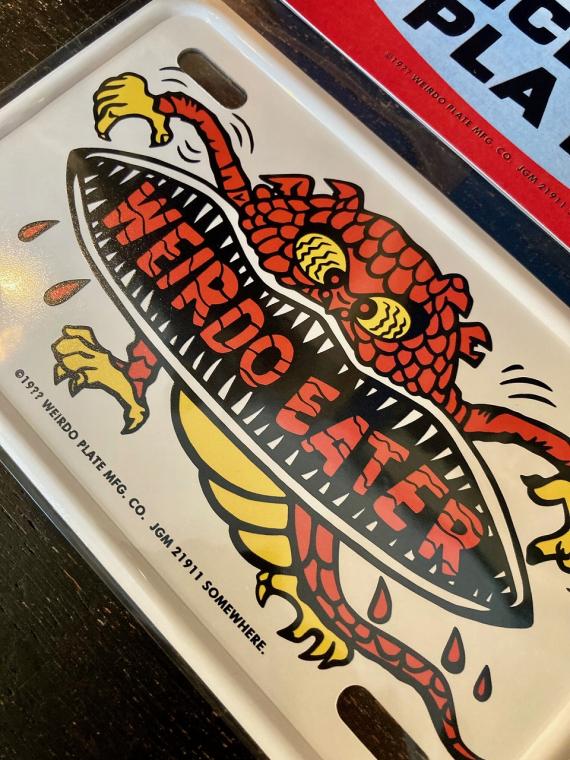 PLA
©19?? WEIRDO PLATE MFG. CO. JGM 21911
WEIRDO EATER
©19?? WEIRDO PLATE MFG. CO. JGM 21911 SOMEWHERE.